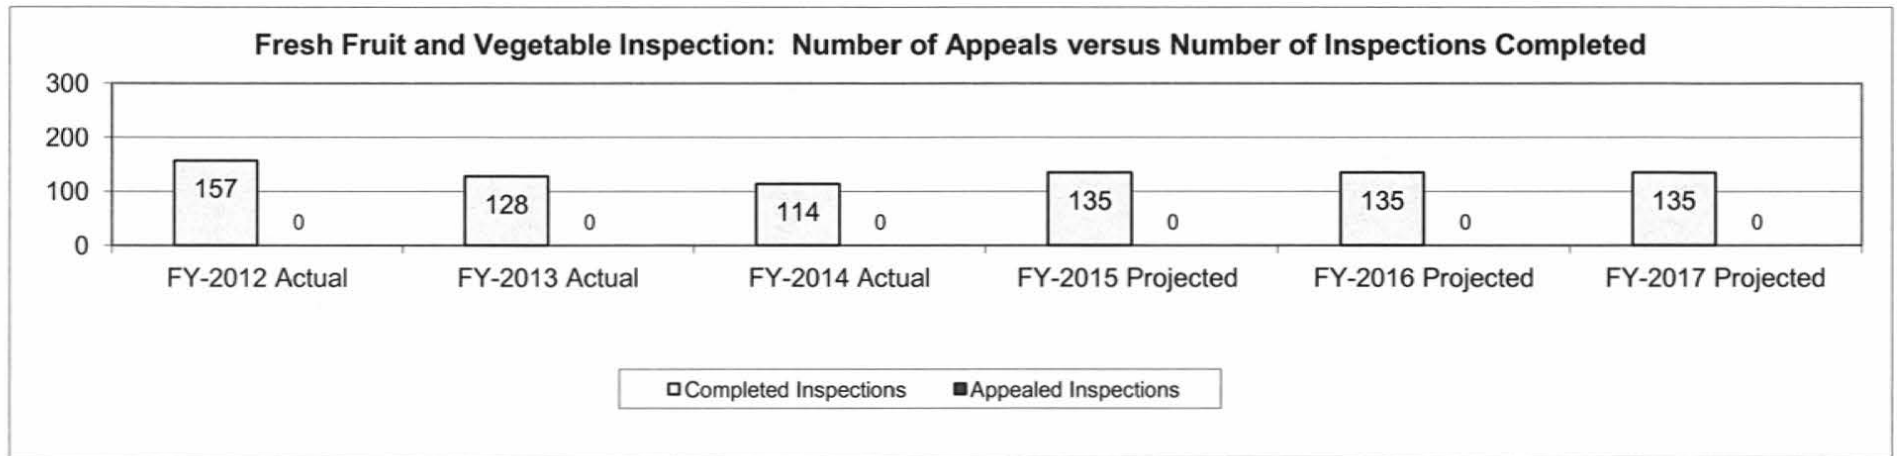 Fresh Fruit and Vegetable Inspection: Number of Appeals versus Number of Inspections Completed
300
200
100
0
157
0
128
0
114
0
135
0
135
0
135
0
FY-2012 Actual
FY-2013 Actual
FY-2014 Actual
FY-2015 Projected
FY-2016 Projected
FY-2017 Projected
Completed Inspections
Appealed Inspections